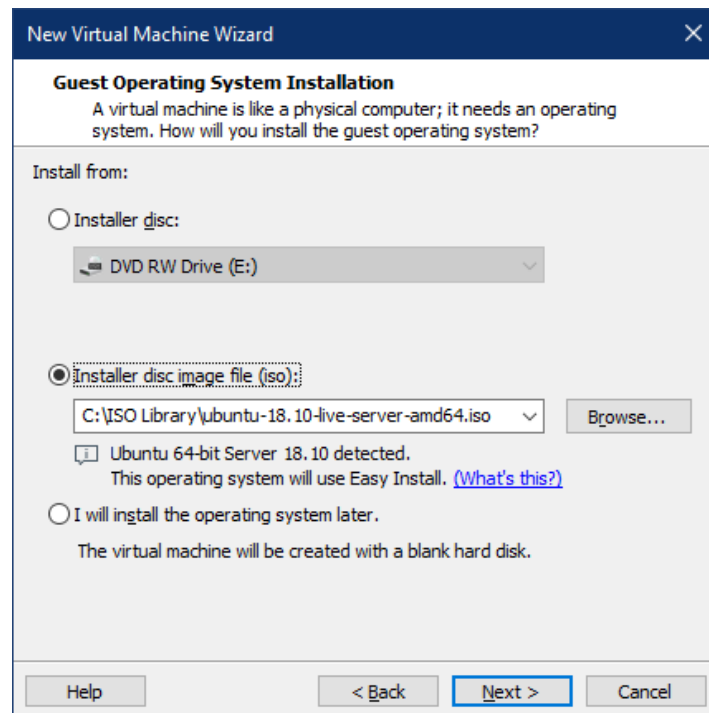 New Virtual Machine Wizard
Guest Operating System Installation
A virtual machine is like a physical computer; it needs an operating
system. How will you install the guest operating system?
Install from:
Installer disc:
DVD RW Drive (E:)
Installer disc image file (iso):
C:\ISO Library\ubuntu-18.10-live-server-amd64.iso
Browse...
Ubuntu 64-bit Server 18.10 detected.
This operating system will use Easy Install. (What's this?)
I will install the operating system later.
The virtual machine will be created with a blank hard disk.
Help
< Back
Next >
Cancel